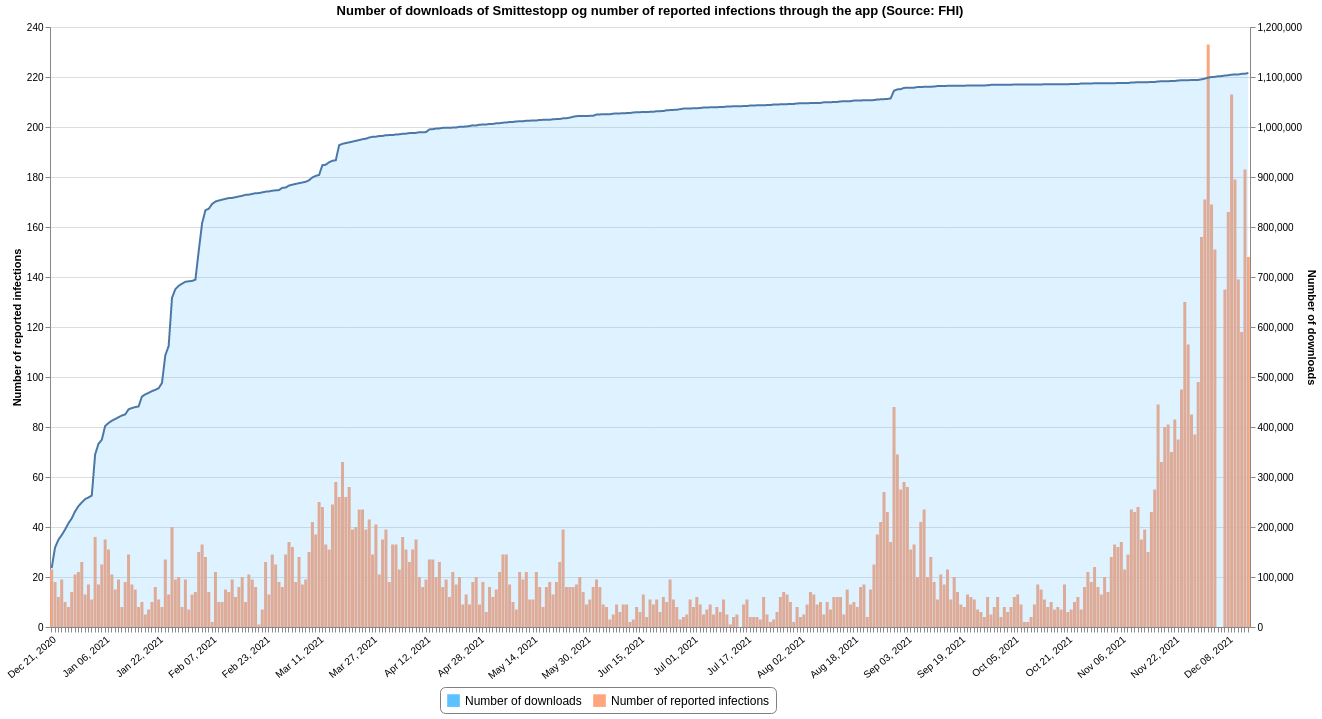 Number of downloads of Smittestopp og number of reported infections through the app (Source: FHI)
Number of reported infections
240
220
200
180
160
140
120
100
80
60
40
20
0
1,200,000
1,100,000
1,000,000
900,000
800,000
700,000
600,000
500,000
400,000
300,000
200,000
100,000
0
Number of downloads
Dec 21, 2020
Jan 06, 2021
Jan 22, 2021
Feb 07, 2021
Feb 23, 2021
Mar 11, 2021
Mar 27, 2021
Apr 12, 2021
Apr 28, 2021
May 14, 2021
May 30, 2021
Jun 15, 2021
Jul 01, 2021
Jul 17, 2021
Aug 02, 2021
Aug 18, 2021
Sep 03, 2021
Sep 19, 2021
Oct 05, 2021
Oct 21, 2021
Nov 06, 2021
Nov 22, 2021
Dec 08, 2021
Number of downloads
Number of reported infections